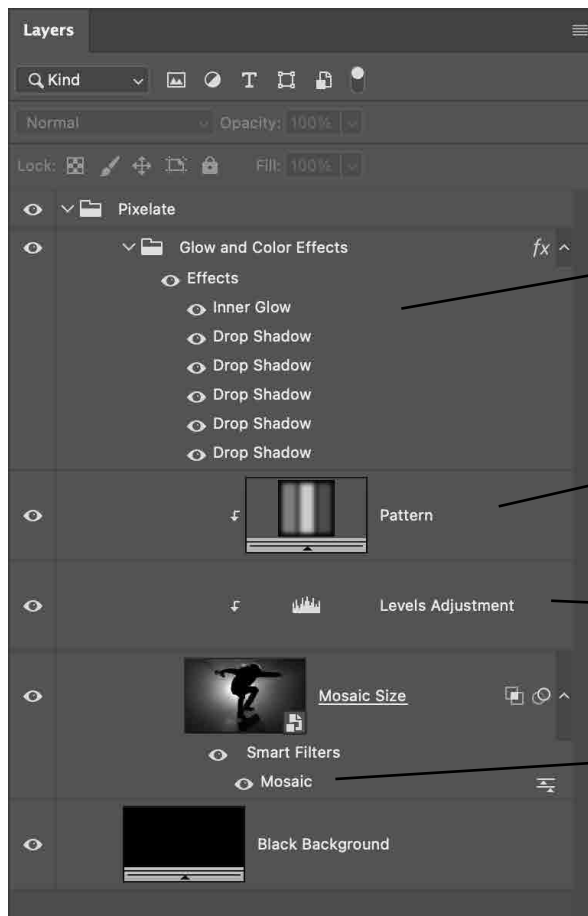 Layers
Kind
Normal Opacity: 100%
Lock: Fill: 100%
Pixelate
Glow and Color Effects fx
Effects
Inner Glow
Drop Shadow
Drop Shadow
Drop Shadow
Drop Shadow
Drop Shadow
Pattern
Levels Adjustment
Mosaic Size
Smart Filters
Mosaic
Black Background